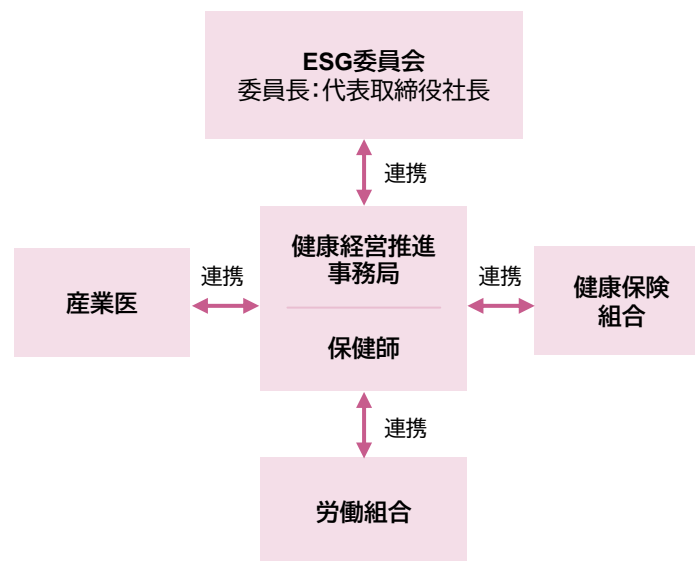 ESG委員会
委員長：代表取締役社長
連携
健康経営推進
事務局
保健師
連携
産業医
連携
健康保険
組合
連携
労働組合